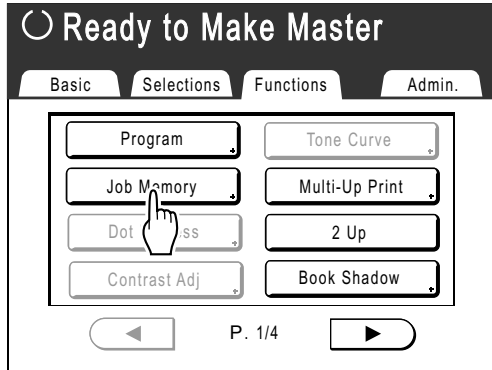 Ready to Make Master
Basic Selections Functions Admin.
Program Tone Curve
Job Memory Multi-Up Print
Dot ss 2 Up
Contrast Adj Book Shadow
P. 1/4